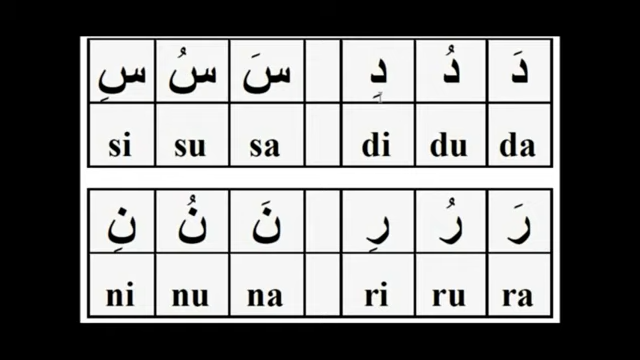 دَ دُ دِ سَ سُ سِ
si su sa di du da
رَ رُ رِ نَ نُ نِ
ni nu na ri ru ra